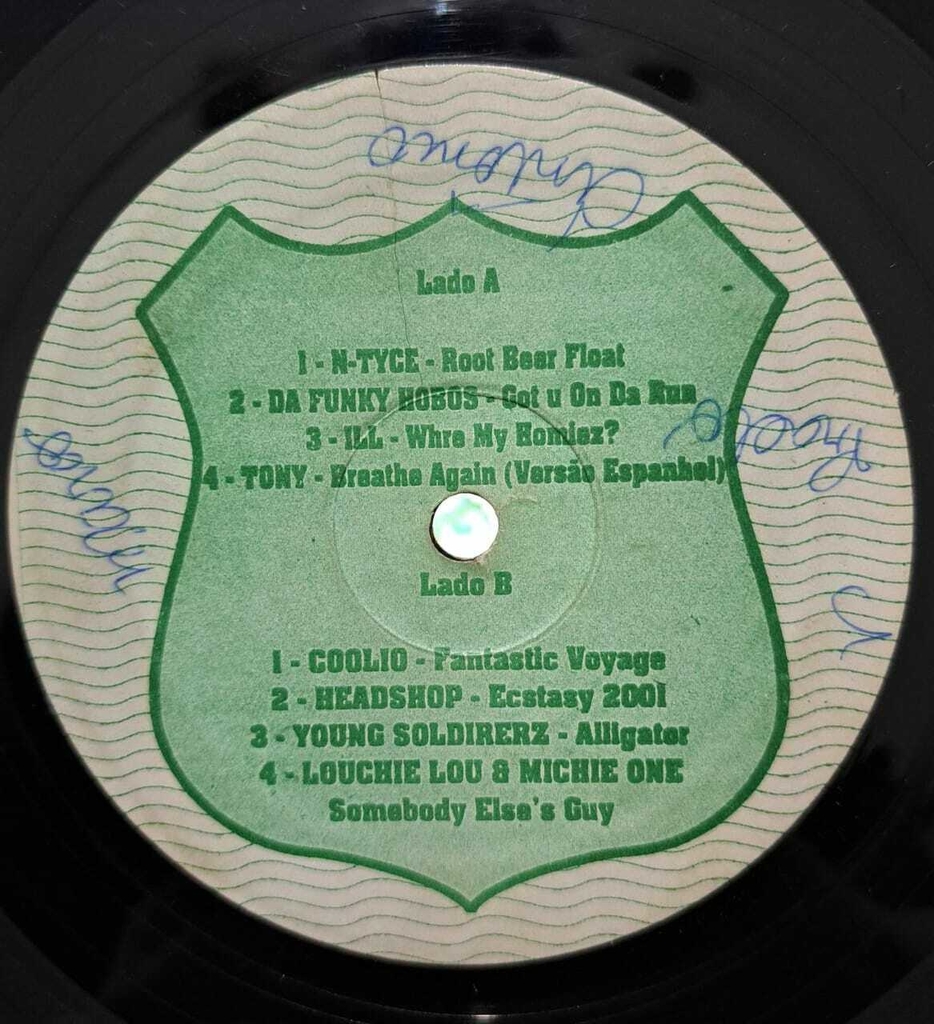 Antonio
Lado A
1 - N-TYCE - Root Beer Float
2 - DA FUNKY HOBOS - Got u On Da Run
3 - ILL - Whre My Homiez?
4 - TONY - Breathe Again (Versão Espanhol)
Lado B
1 - COOLIO - Fantastic Voyage
2 - HEADSHOP - Ecstasy 2001
3 - YOUNG SOLDIRERZ - Alligator
4 - LOUCHIE LOU & MICHIE ONE
Somebody Else's Guy